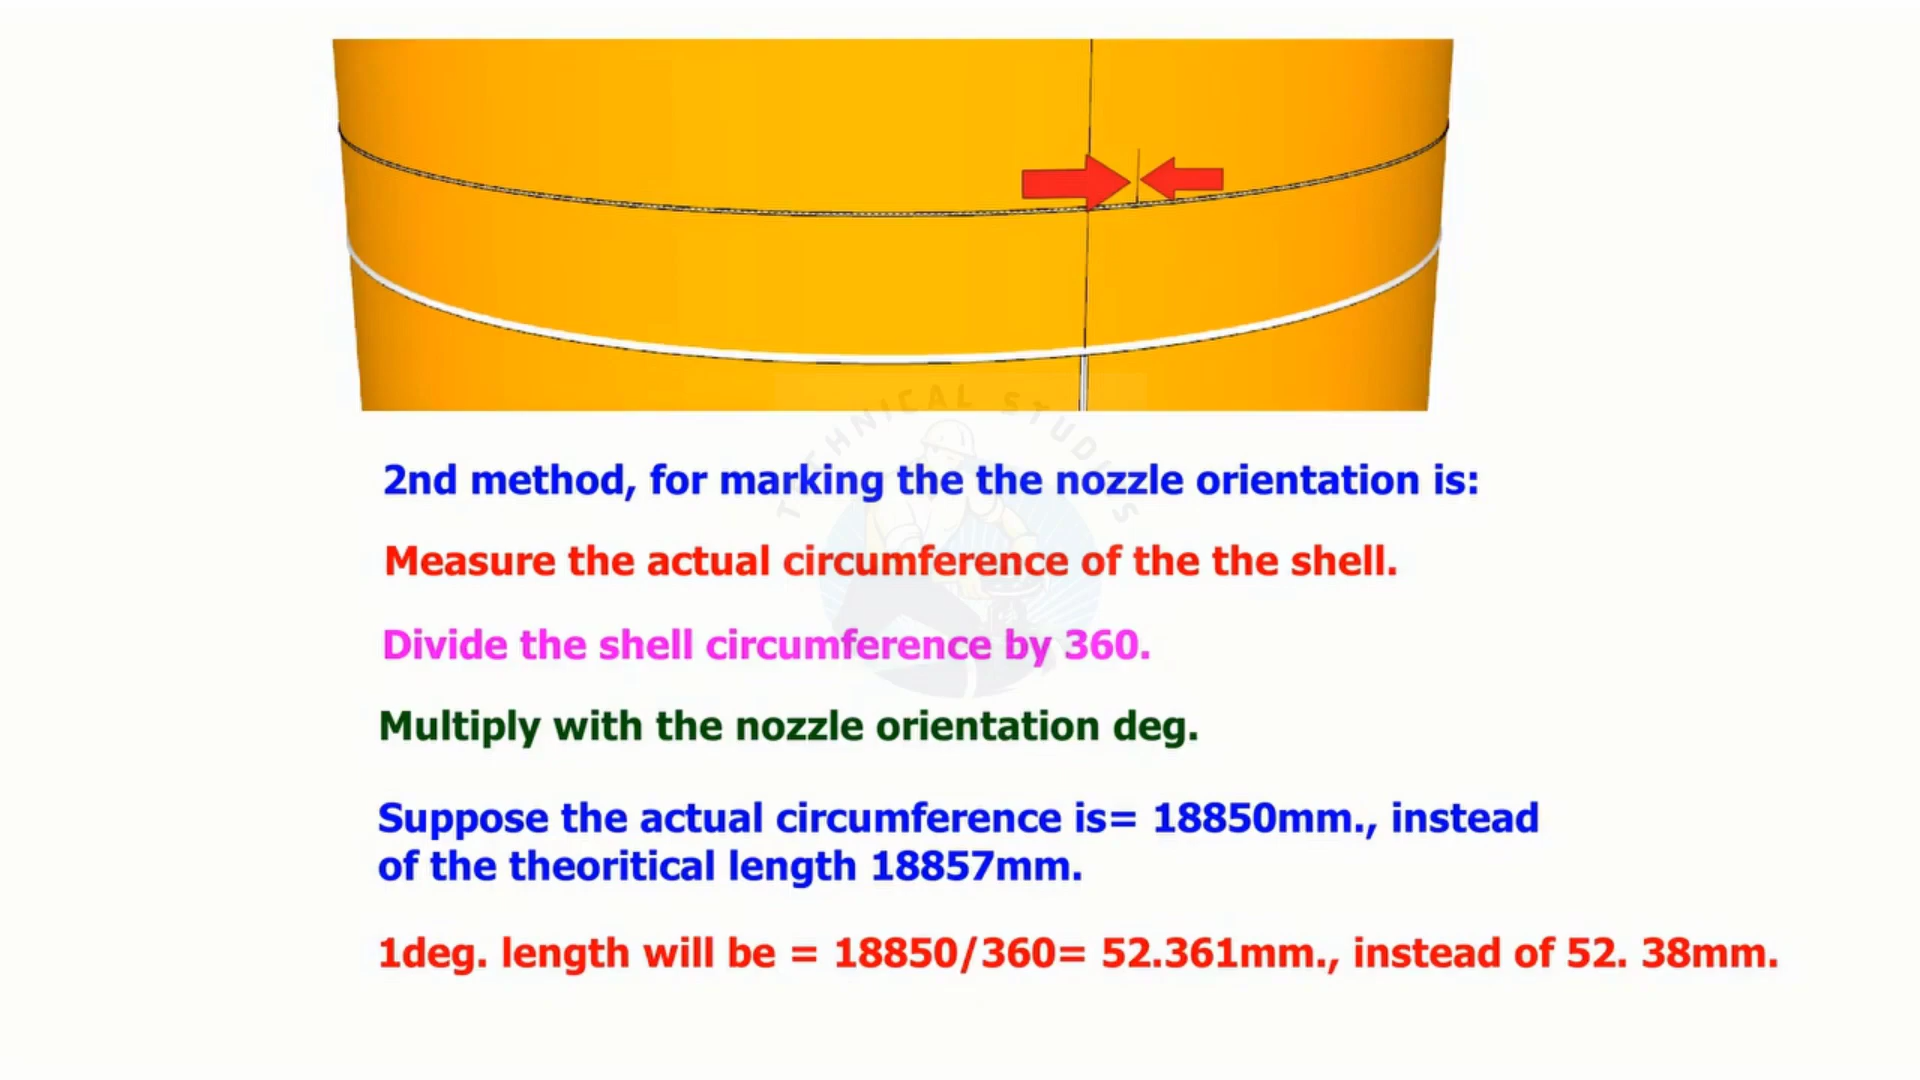 TECHNICAL STUDIES
2nd method, for marking the the nozzle orientation is:
Measure the actual circumference of the the shell.
Divide the shell circumference by 360.
Multiply with the nozzle orientation deg.
Suppose the actual circumference is= 18850mm., instead
of the theoritical length 18857mm.
1deg. length will be = 18850/360= 52.361mm., instead of 52. 38mm.